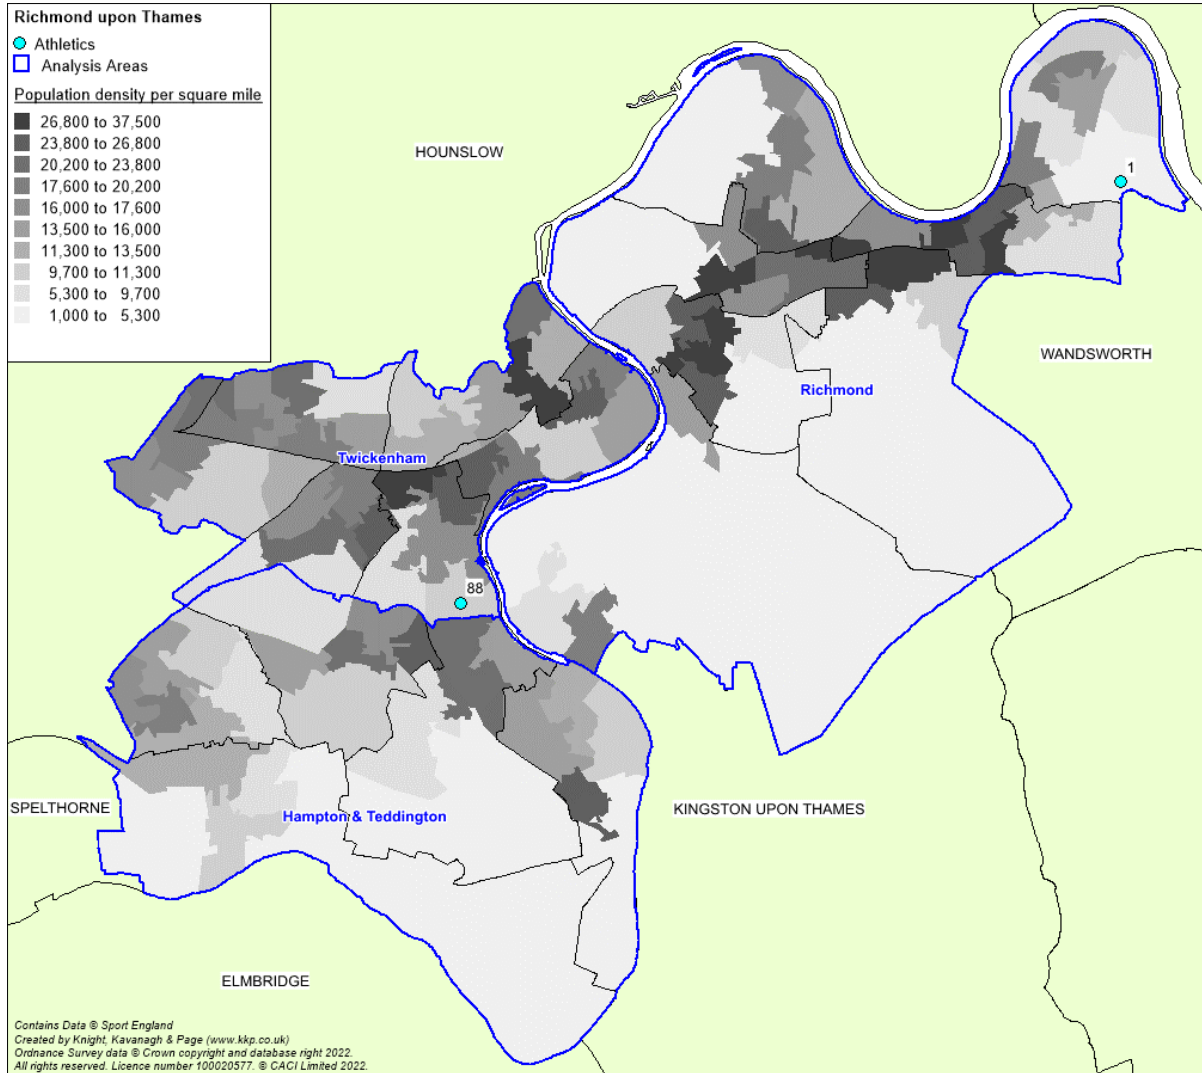 Richmond upon Thames
Athletics
Analysis Areas
Population density per square mile
26,800 to 37,500
23,800 to 26,800
20,200 to 23,800
17,600 to 20,200
16,000 to 17,600
13,500 to 16,000
11,300 to 13,500
9,700 to 11,300
5,300 to 9,700
1,000 to 5,300
HOUNSLOW
1
WANDSWORTH
Richmond
Twickenham
88
SPELTHORNE
Hampton & Teddington
KINGSTON UPON THAMES
ELMBRIDGE
Contains Data © Sport England
Created by Knight, Kavanagh & Page (www.kkp.co.uk)
Ordnance Survey data © Crown copyright and database right 2022.
All rights reserved. Licence number 100020577. © CACI Limited 2022.